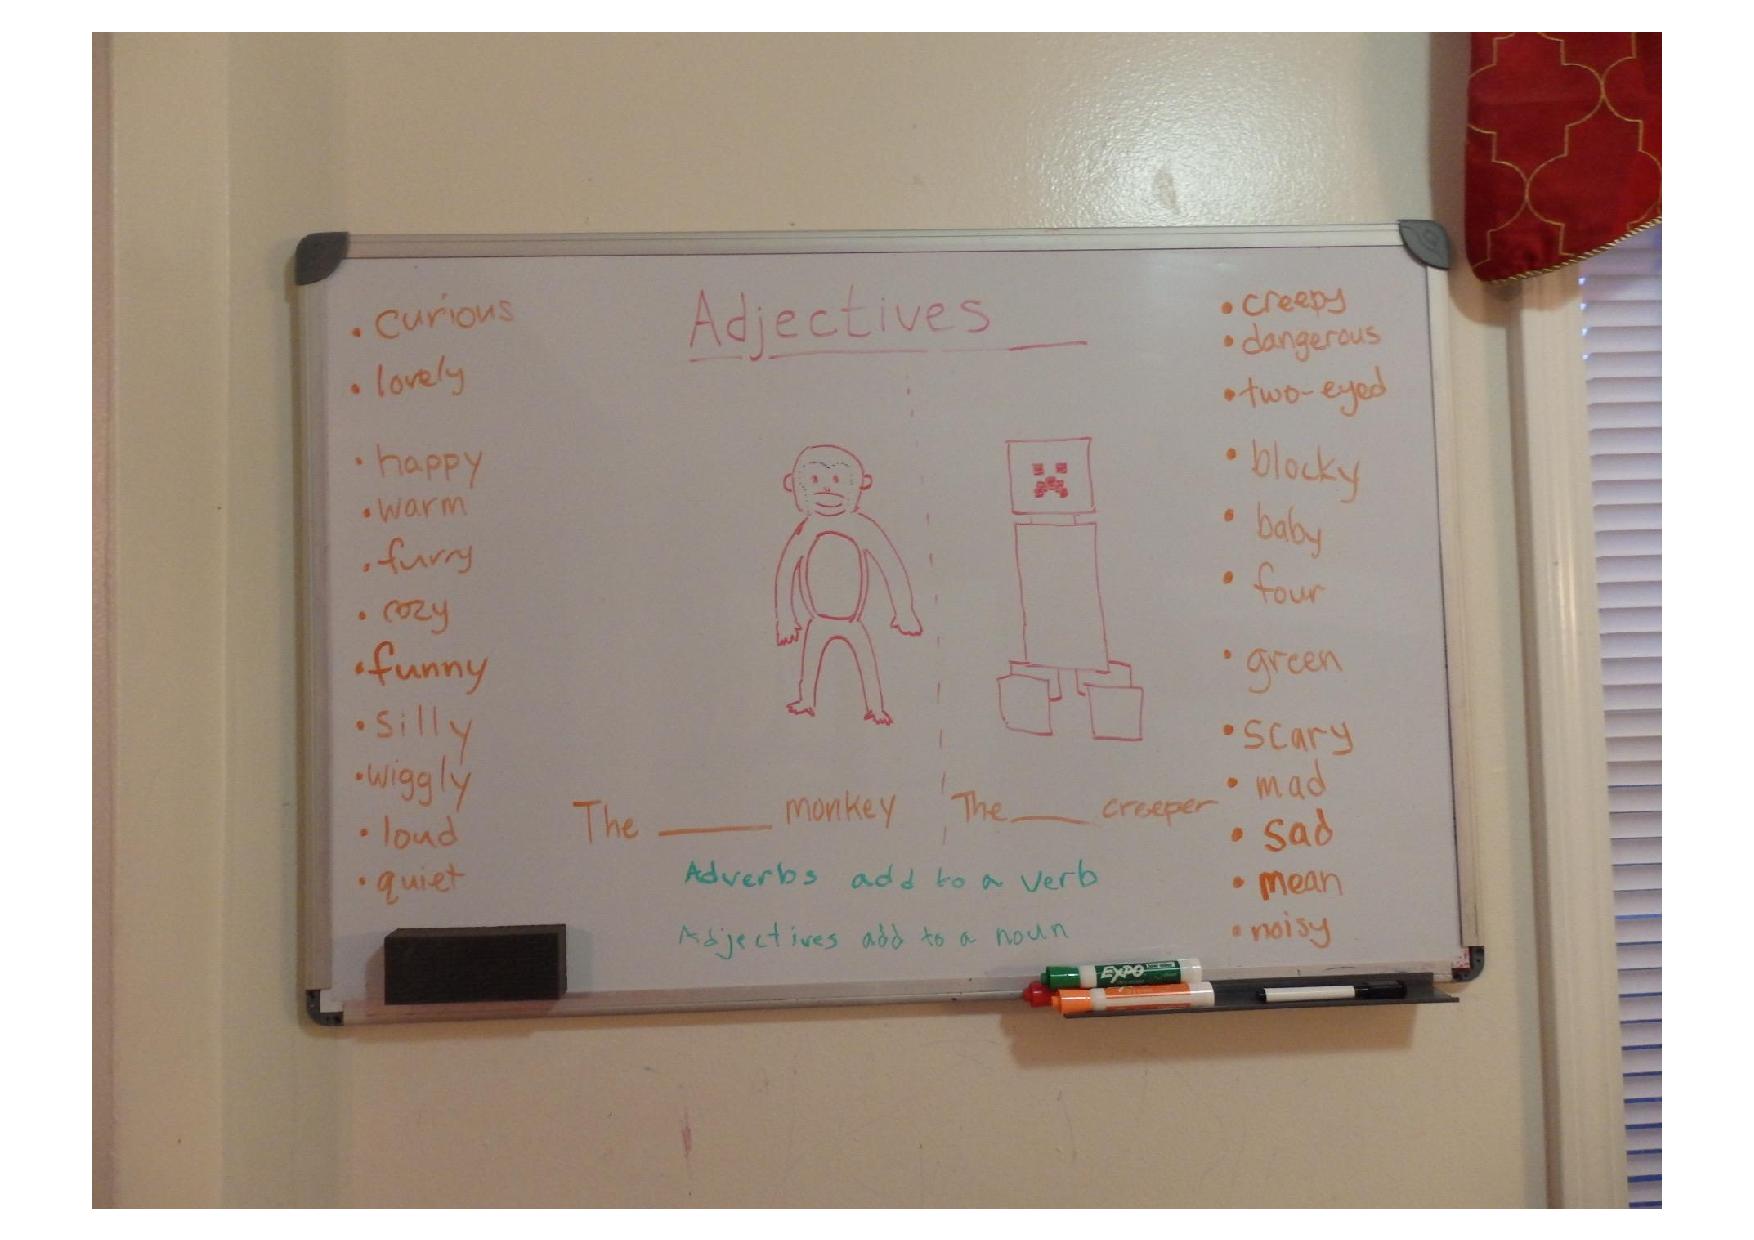 Adjectives
• curious
• lovely
• happy
• warm
• furry
• cozy
• funny
• silly
• wiggly
• loud
• quiet
The ______ monkey
The ____ creeper
Adverbs add to a verb
Adjectives add to a noun
• creepy
• dangerous
• two-eyed
• blocky
• baby
• four
• green
• scary
• mad
• sad
• mean
• noisy
EXPO